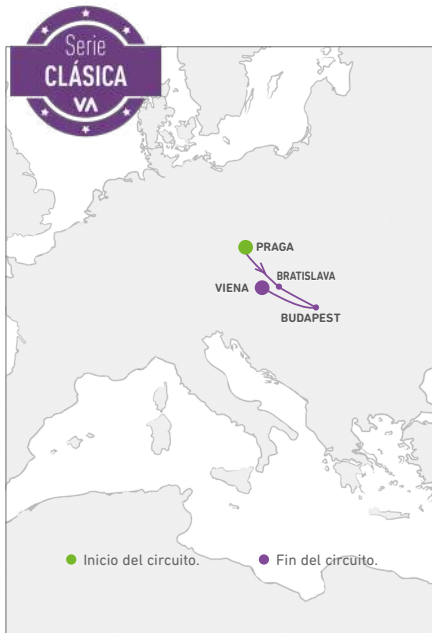 Serie
CLÁSICA
VA
PRAGA
BRATISLAVA
VIENA
BUDAPEST
Inicio del circuito.
Fin del circuito.